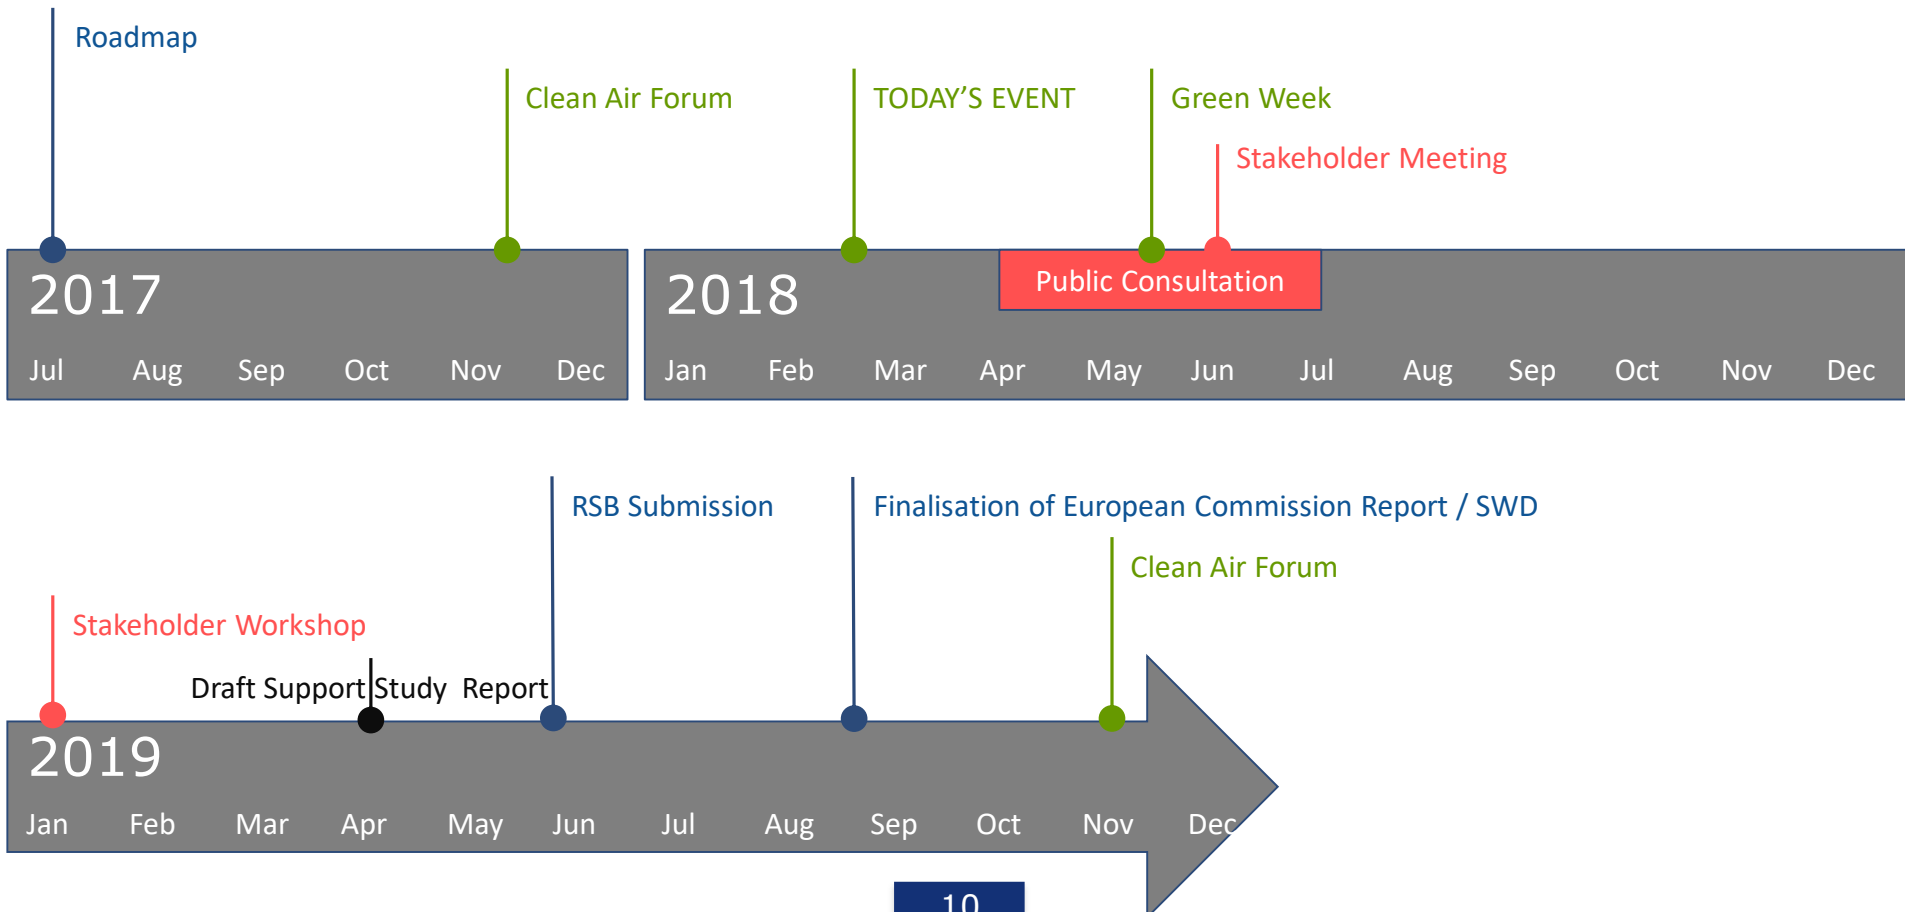 Roadmap
Clean Air Forum
TODAY’S EVENT
Green Week
Stakeholder Meeting
2017
2018
Public Consultation
Jul Aug Sep Oct Nov Dec Jan Feb Mar Apr May Jun Jul Aug Sep Oct Nov Dec
RSB Submission
Finalisation of European Commission Report / SWD
Clean Air Forum
Stakeholder Workshop
Draft Support Study Report
2019
Jan Feb Mar Apr May Jun Jul Aug Sep Oct Nov Dec
10